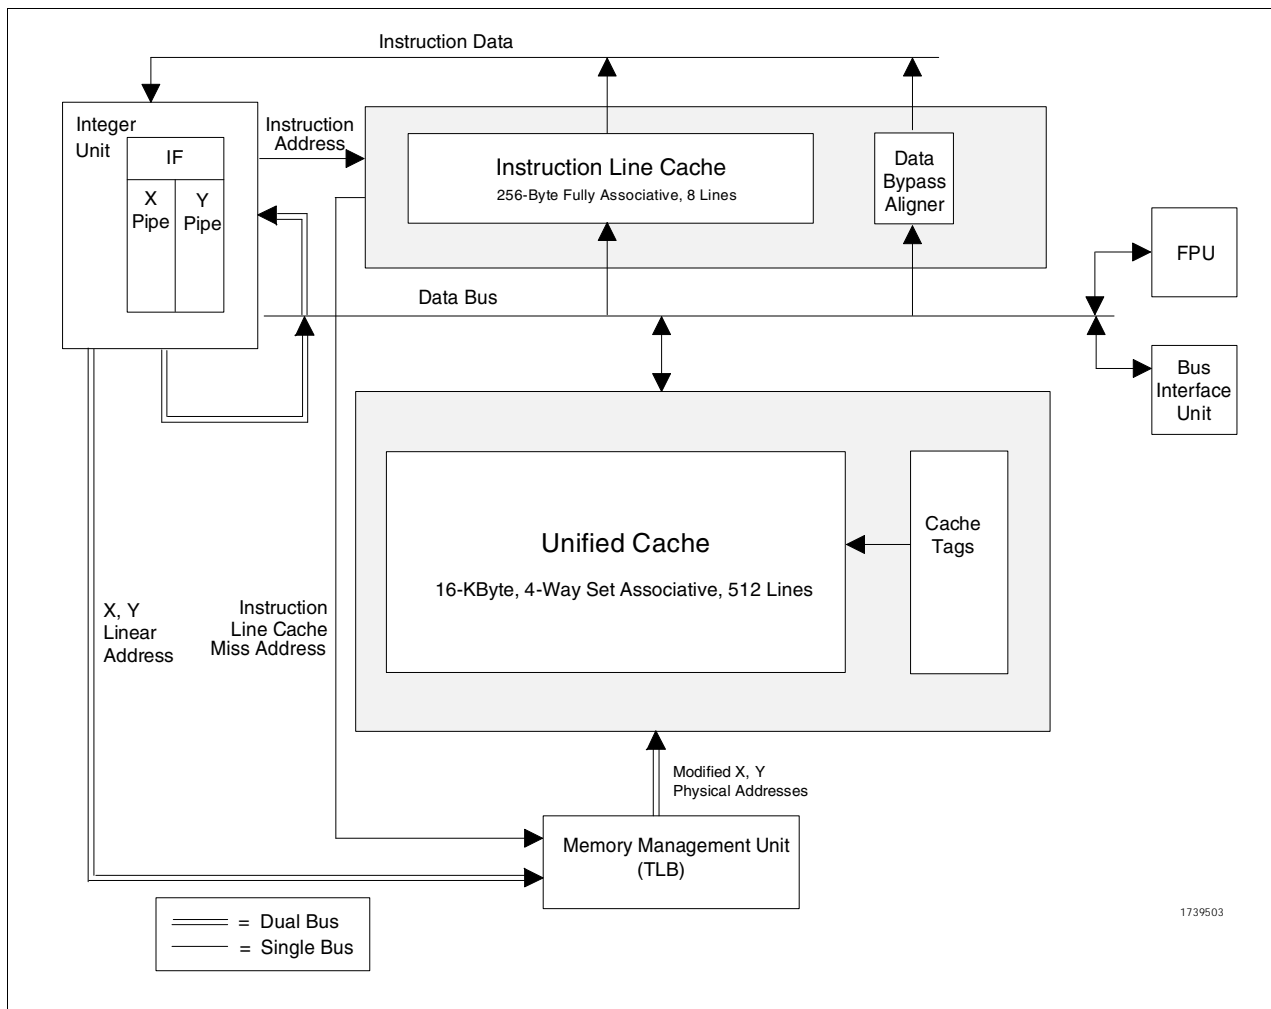 Instruction Data
Integer
Unit
IF
X
Pipe
Y
Pipe
Instruction
Address
Instruction Line Cache
256-Byte Fully Associative, 8 Lines
Data
Bypass
Aligner
FPU
Data Bus
Bus
Interface
Unit
Unified Cache
16-KByte, 4-Way Set Associative, 512 Lines
Cache
Tags
X, Y
Linear
Address
Instruction
Line Cache
Miss Address
Modified X, Y
Physical Addresses
Memory Management Unit
(TLB)
= Dual Bus
= Single Bus
1739503